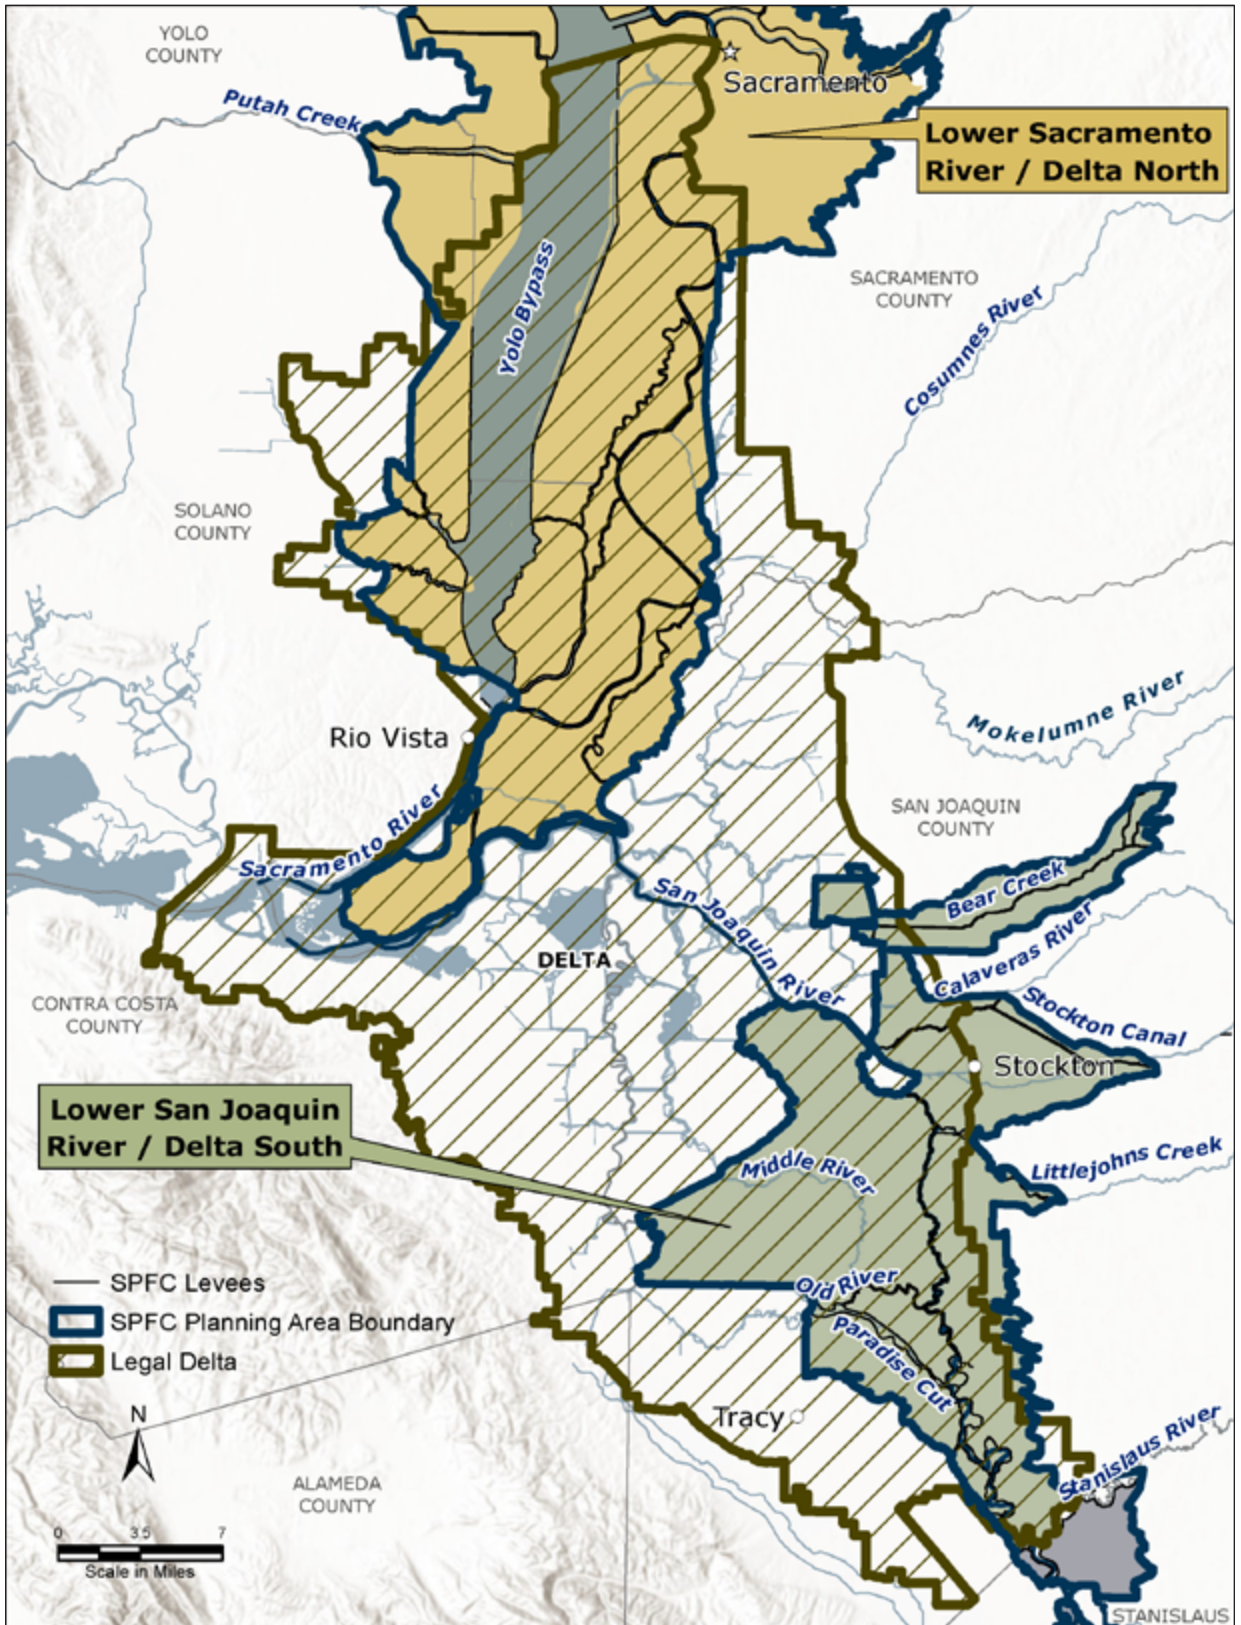 YOLO
COUNTY
Sacramento
Putah Creek
Lower Sacramento
River / Delta North
Yolo Bypass
SACRAMENTO
COUNTY
Cosumnes River
SOLANO
COUNTY
Mokelumne River
Rio Vista
SAN JOAQUIN
COUNTY
Sacramento River
Bear Creek
San Joaquin River
Calaveras River
DELTA
CONTRA COSTA
COUNTY
Stockton Canal
Stockton
Lower San Joaquin
River / Delta South
Middle River
Littlejohns Creek
Old River
SPFC Levees
SPFC Planning Area Boundary
Legal Delta
Paradise Cut
N
Tracy
Stanislaus River
ALAMEDA
COUNTY
0 3.5 7
Scale in Miles
STANISLAUS